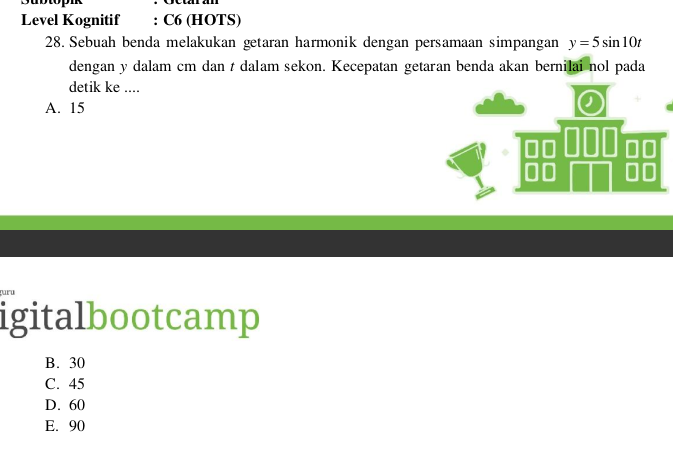 Level Kognitif : C6 (HOTS)
28. Sebuah benda melakukan getaran harmonik dengan persamaan simpangan y = 5 sin 10t
dengan y dalam cm dan t dalam sekon. Kecepatan getaran benda akan bernilai nol pada
detik ke ....
A. 15
guru
igitalbootcamp
B. 30
C. 45
D. 60
E. 90